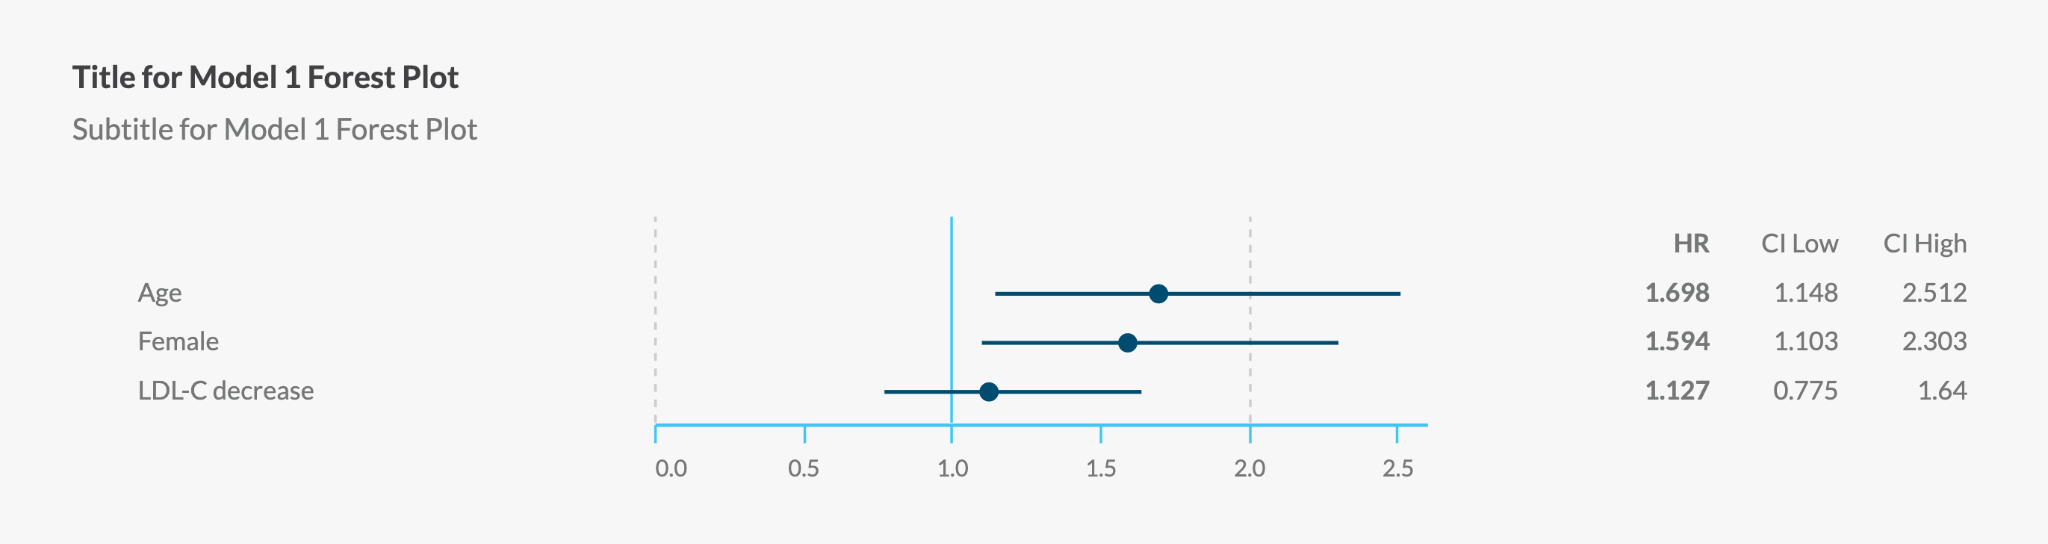 Title for Model 1 Forest Plot
Subtitle for Model 1 Forest Plot
HR CI Low CI High
Age 1.698 1.148 2.512
Female 1.594 1.103 2.303
LDL-C decrease 1.127 0.775 1.64
0.0 0.5 1.0 1.5 2.0 2.5